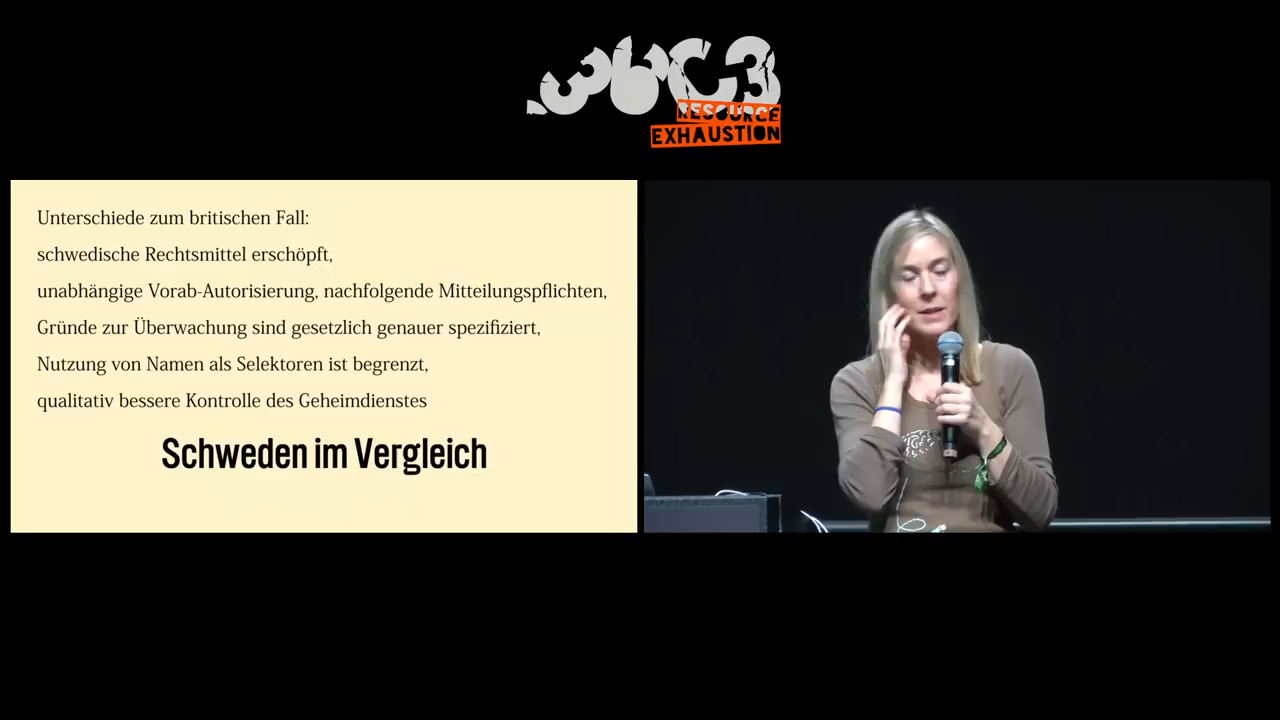 36C3
RESOURCE
EXHAUSTION
Unterschiede zum britischen Fall:
schwedische Rechtsmittel erschöpft,
unabhängige Vorab-Autorisierung, nachfolgende Mitteilungspflichten,
Gründe zur Überwachung sind gesetzlich genauer spezifiziert,
Nutzung von Namen als Selektoren ist begrenzt,
qualitativ bessere Kontrolle des Geheimdienstes
Schweden im Vergleich